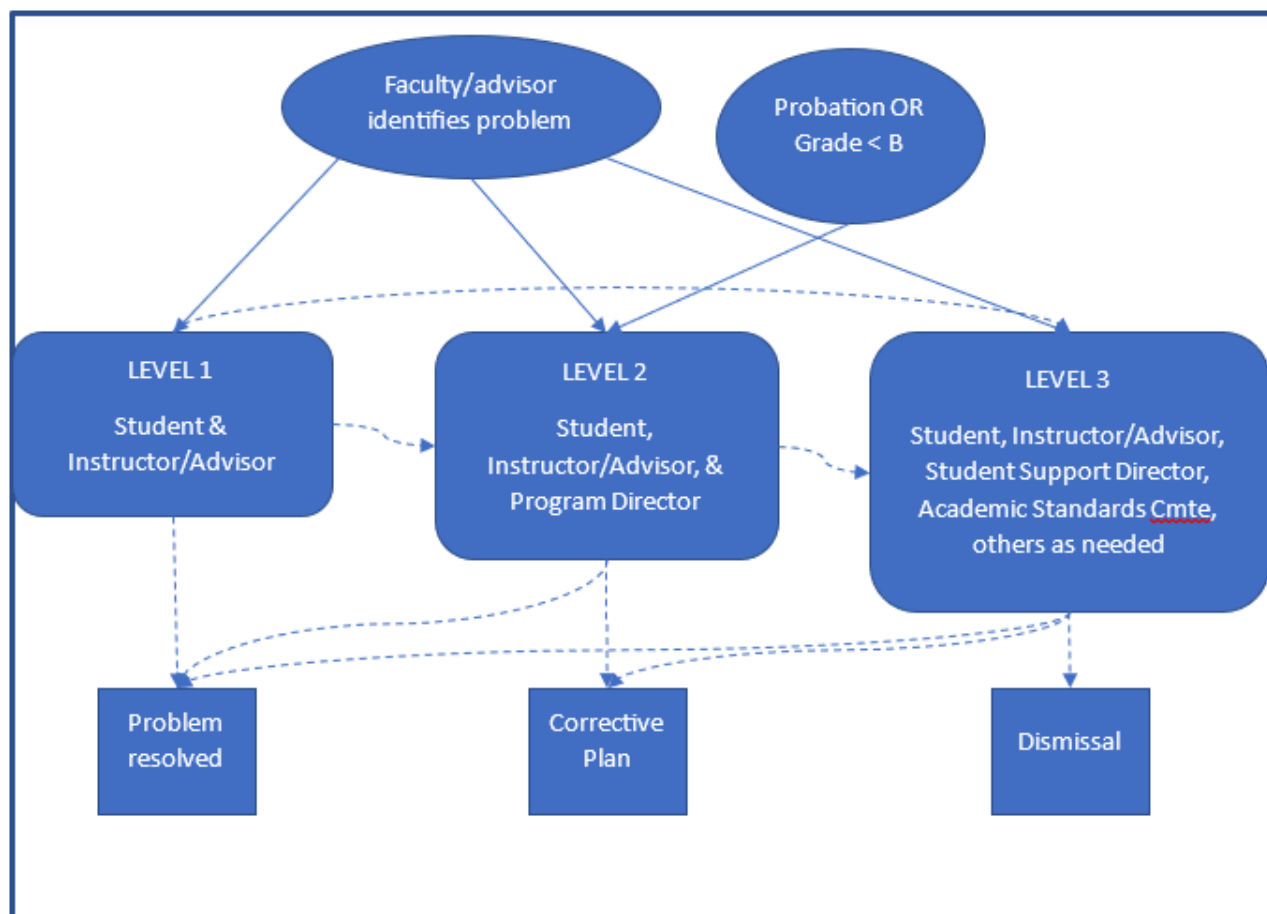 Faculty/advisor
identifies problem
Probation OR
Grade < B
LEVEL 1
Student &
Instructor/Advisor
LEVEL 2
Student,
Instructor/Advisor, &
Program Director
LEVEL 3
Student, Instructor/Advisor,
Student Support Director,
Academic Standards Cmte,
others as needed
Problem
resolved
Corrective
Plan
Dismissal